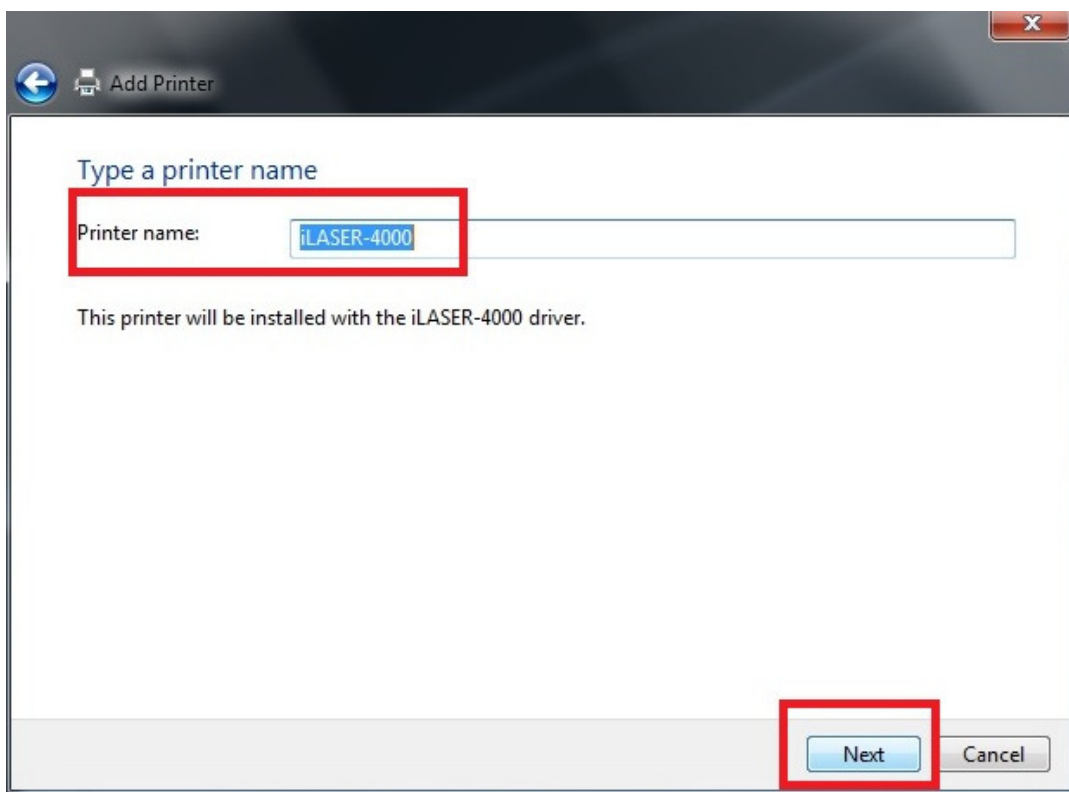 Add Printer
Type a printer name
Printer name: iLASER-4000
This printer will be installed with the iLASER-4000 driver.
Next Cancel